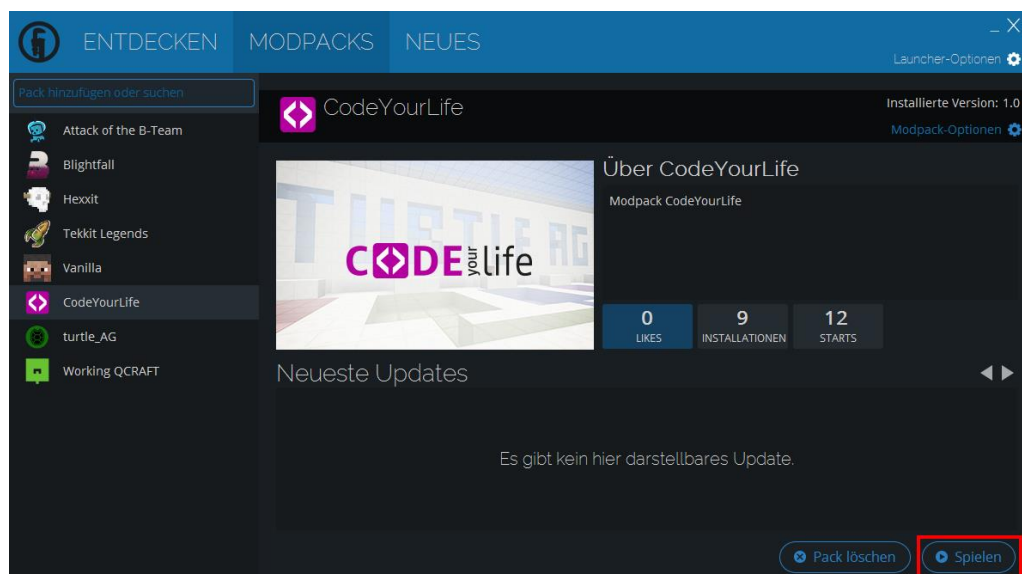 ENTDECKEN MODPACKS NEUES
Launcher-Optionen
Pack hinzufügen oder suchen
Attack of the B-Team
Blightfall
Hexxit
Tekkit Legends
Vanilla
CodeYourLife
turtle_AG
Working QCRAFT
CodeYourLife
Installierte Version: 1.0
Modpack-Optionen
TURTLE AG
CODE your life
Über CodeYourLife
Modpack CodeYourLife
0 9 12
LIKES INSTALLATIONEN STARTS
Neueste Updates
Es gibt kein hier darstellbares Update.
Pack löschen Spielen